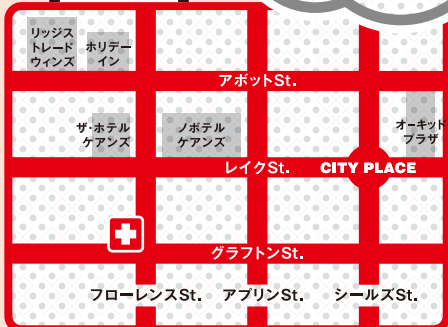 リッジス
トレード
ウィンズ
ホリデー
イン
アボットSt.
ザ・ホテル
ケアンズ
ノボテル
ケアンズ
オーキッド
プラザ
レイクSt.
CITY PLACE
グラフトンSt.
フローレンスSt.
アプリンSt.
シールズSt.